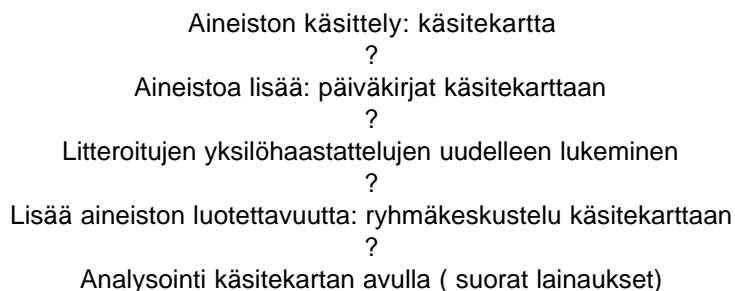 Aineiston käsittely: käsitekartta
?
Aineistoa lisää: päiväkirjat käsitekarttaan
?
Litteroitujen yksilöhaastattelujen uudelleen lukeminen
?
Lisää aineiston luotettavuutta: ryhmäkeskustelu käsitekarttaan
?
Analysointi käsitekartan avulla ( suorat lainaukset)